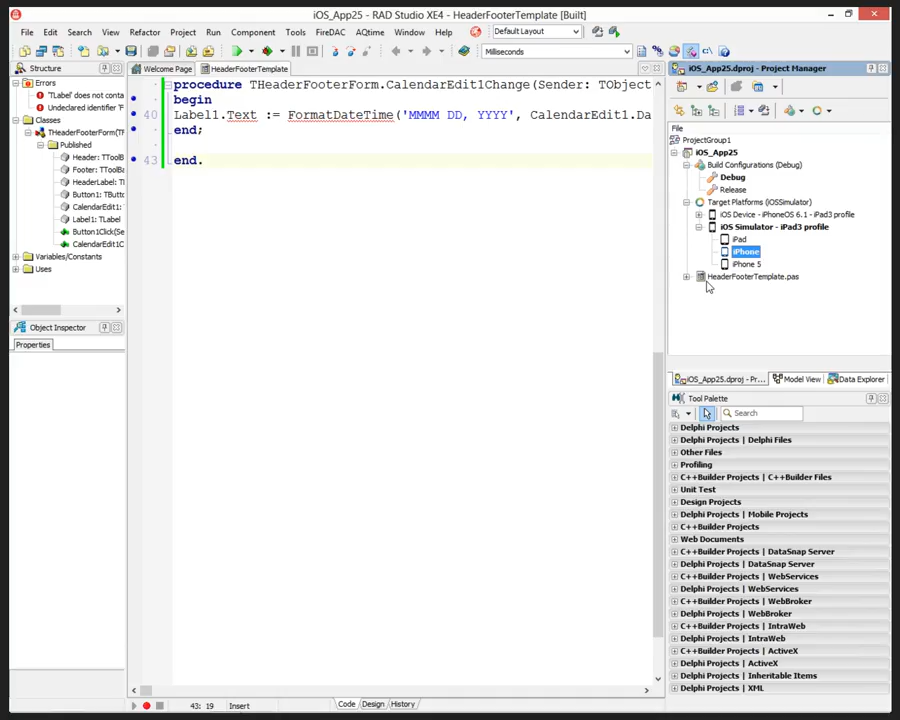 iOS_App25 - RAD Studio XE4 - HeaderFooterTemplate [Built]
File Edit Search View Refactor Project Run Component Tools FireDAC AQtime Window Help Default Layout
Milliseconds
Structure
Welcome Page HeaderFooterTemplate
iOS_App25.dproj - Project Manager
Errors
'TLabel' does not conta
Undeclared identifier 'F
Classes
THeaderFooterForm(T
Published
Header: TToolB
Footer: TToolBa
HeaderLabel: TL
Button1: TButto
CalendarEdit1:
Label1: TLabel
Button1Click(Se
CalendarEdit1C
Variables/Constants
Uses
procedure THeaderFooterForm.CalendarEdit1Change(Sender: TObject
begin
40 Label1.Text := FormatDateTime('MMMM DD, YYYY', CalendarEdit1.Da
end;
43 end.
File
ProjectGroup1
iOS_App25
Build Configurations (Debug)
Debug
Release
Target Platforms (iOSSimulator)
iOS Device - iPhoneOS 6.1 - iPad3 profile
iOS Simulator - iPad3 profile
iPad
iPhone
iPhone 5
HeaderFooterTemplate.pas
Object Inspector
Properties
iOS_App25.dproj - Pr... Model View Data Explorer
Tool Palette
Search
Delphi Projects
Delphi Projects | Delphi Files
Other Files
Profiling
C++Builder Projects | C++Builder Files
Unit Test
Design Projects
Delphi Projects | Mobile Projects
C++Builder Projects
Web Documents
C++Builder Projects | DataSnap Server
Delphi Projects | DataSnap Server
C++Builder Projects | WebServices
Delphi Projects | WebServices
C++Builder Projects | WebBroker
Delphi Projects | WebBroker
C++Builder Projects | IntraWeb
Delphi Projects | IntraWeb
C++Builder Projects | ActiveX
Delphi Projects | ActiveX
Delphi Projects | Inheritable Items
Delphi Projects | XML
43: 19 Insert Code Design History